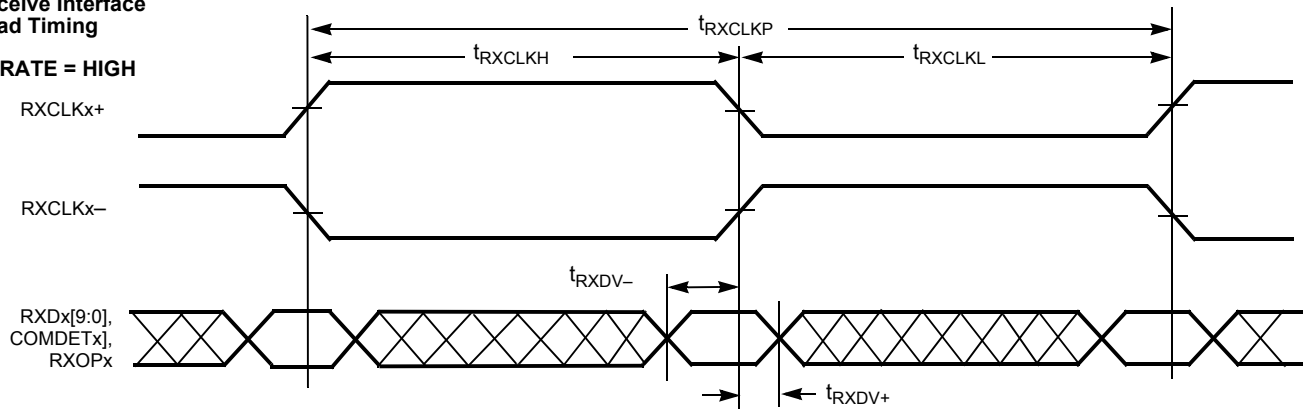 ceive Interface
ad Timing
RATE = HIGH
tRXCLKP
tRXCLKH
tRXCLKL
RXCLKx+
RXCLKx–
tRXDV–
RXDx[9:0],
COMDETx],
RXOPx
tRXDV+